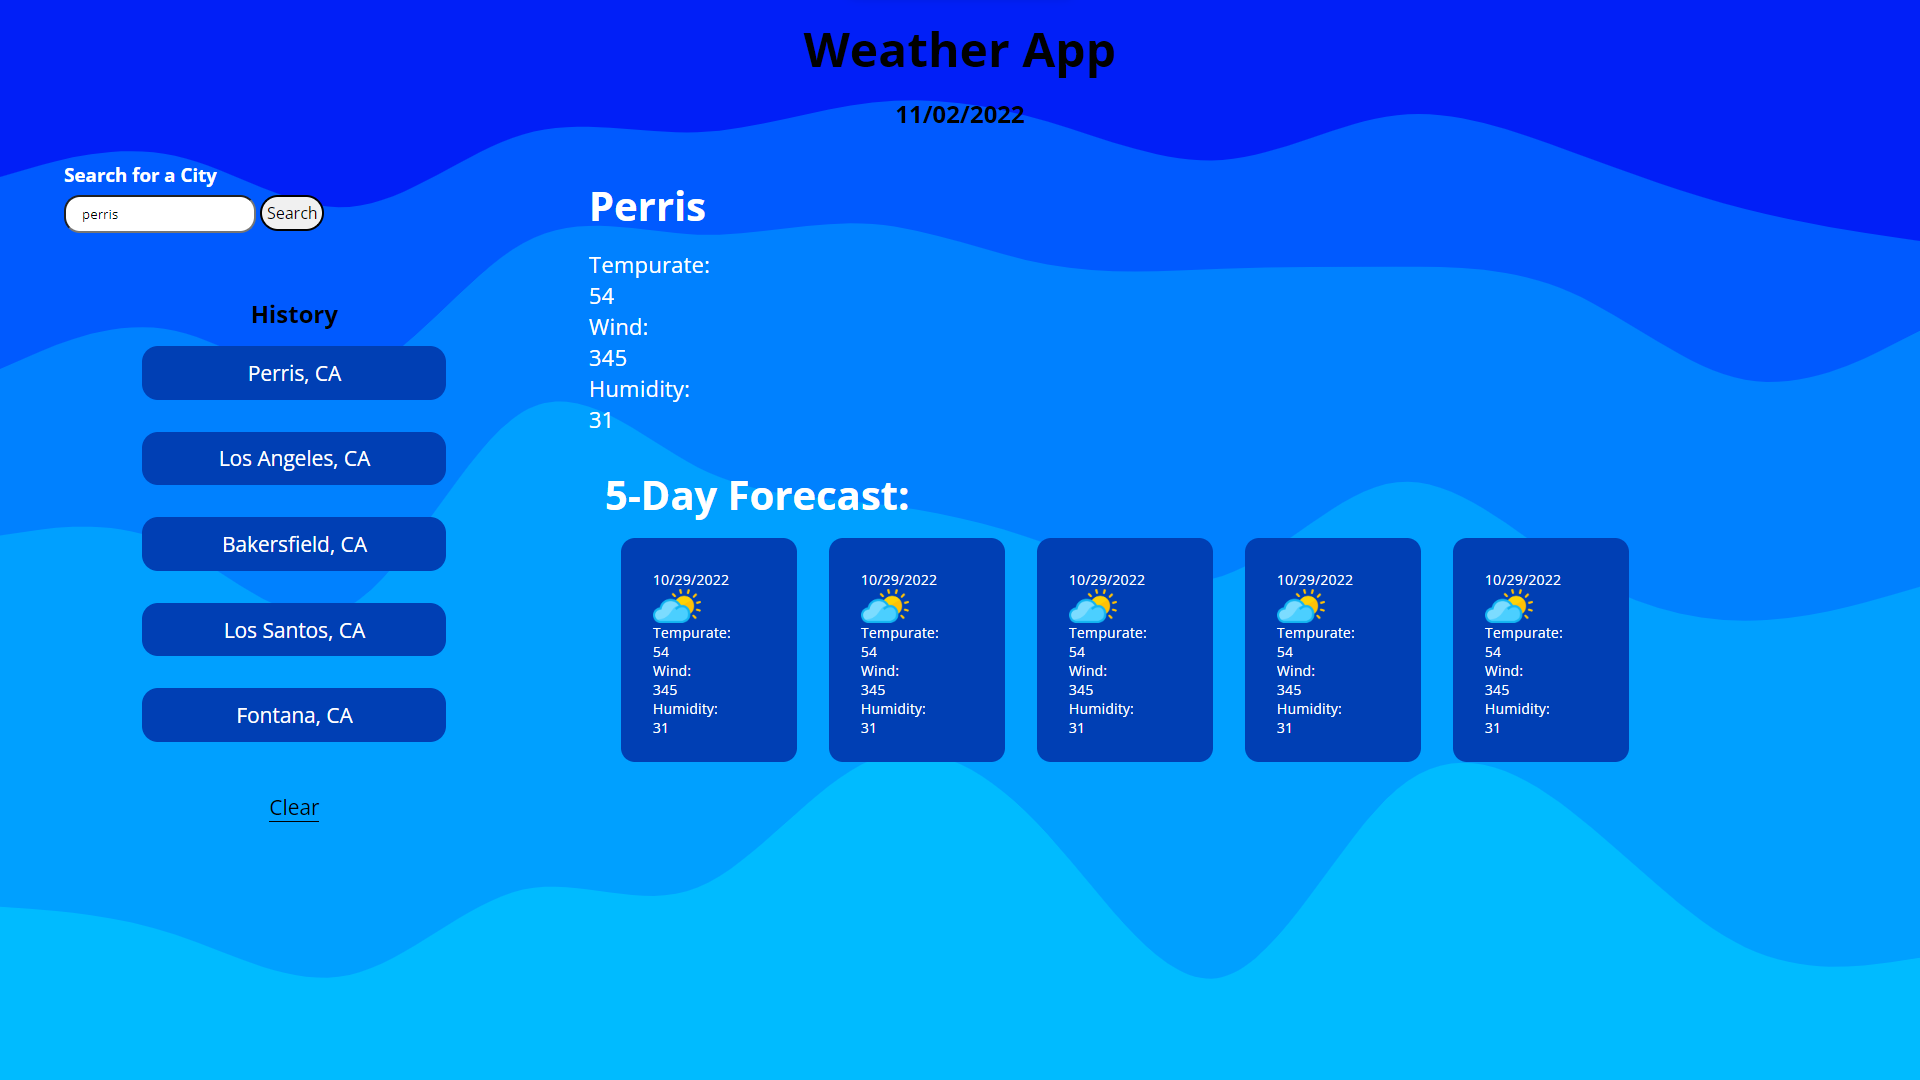 Weather App
11/02/2022
Search for a City
perris
Search
History
Perris, CA
Los Angeles, CA
Bakersfield, CA
Los Santos, CA
Fontana, CA
Clear
Perris
Tempurate:
54
Wind:
345
Humidity:
31
5-Day Forecast:
10/29/2022
Tempurate:
54
Wind:
345
Humidity:
31
10/29/2022
Tempurate:
54
Wind:
345
Humidity:
31
10/29/2022
Tempurate:
54
Wind:
345
Humidity:
31
10/29/2022
Tempurate:
54
Wind:
345
Humidity:
31
10/29/2022
Tempurate:
54
Wind:
345
Humidity:
31